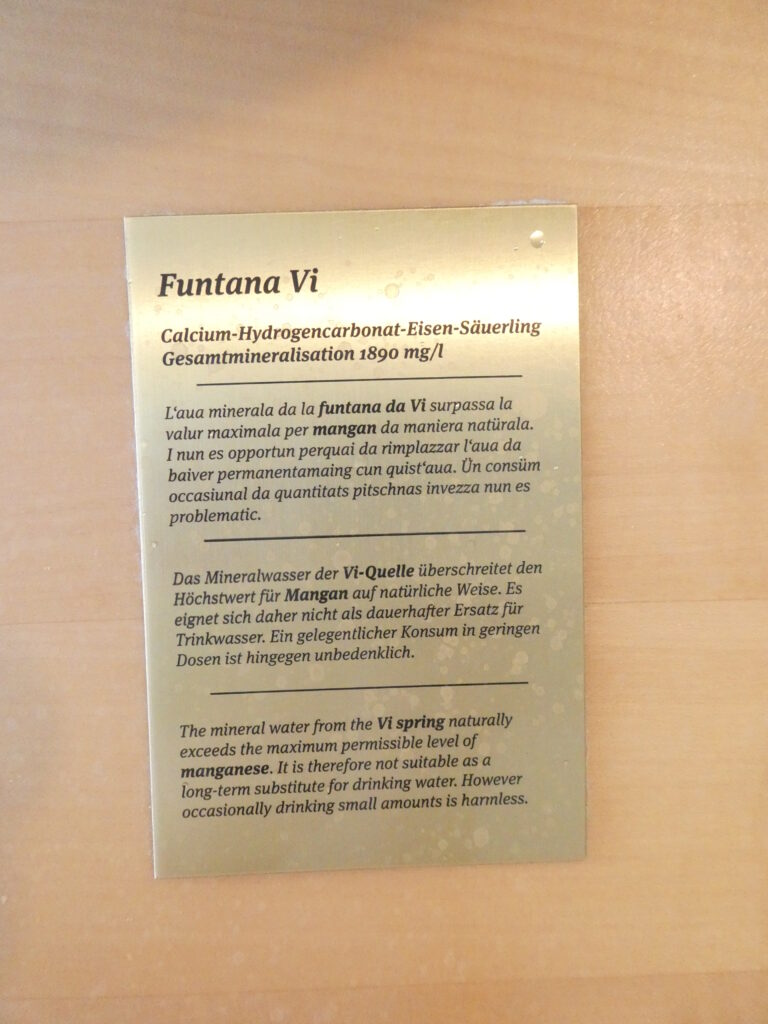 Funtana Vi
Calcium-Hydrogencarbonat-Eisen-Säuerling
Gesamtmineralisation 1890 mg/l
L‘aua minerala da la funtana da Vi surpassa la
valur maximala per mangan da maniera natürala.
I nun es opportun perquai da rimplazzar l‘aua da
baiver permanentamaing cun quist‘aua. Ün consüm
occasiunal da quantitats pitschnas invezza nun es
problematic.
Das Mineralwasser der Vi-Quelle überschreitet den
Höchstwert für Mangan auf natürliche Weise. Es
eignet sich daher nicht als dauerhafter Ersatz für
Trinkwasser. Ein gelegentlicher Konsum in geringen
Dosen ist hingegen unbedenklich.
The mineral water from the Vi spring naturally
exceeds the maximum permissible level of
manganese. It is therefore not suitable as a
long-term substitute for drinking water. However
occasionally drinking small amounts is harmless.